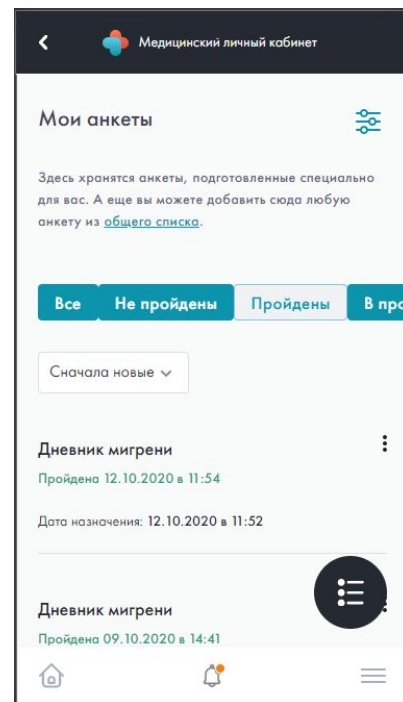 Медицинский личный кабинет
Мои анкеты
Здесь хранятся анкеты, подготовленные специально
для вас. А еще вы можете добавить сюда любую
анкету из общего списка.
Все Не пройдены Пройдены В про
Сначала новые
Дневник мигрени
Пройдена 12.10.2020 в 11:54
Дата назначения: 12.10.2020 в 11:52
Дневник мигрени
Пройдена 09.10.2020 в 14:41